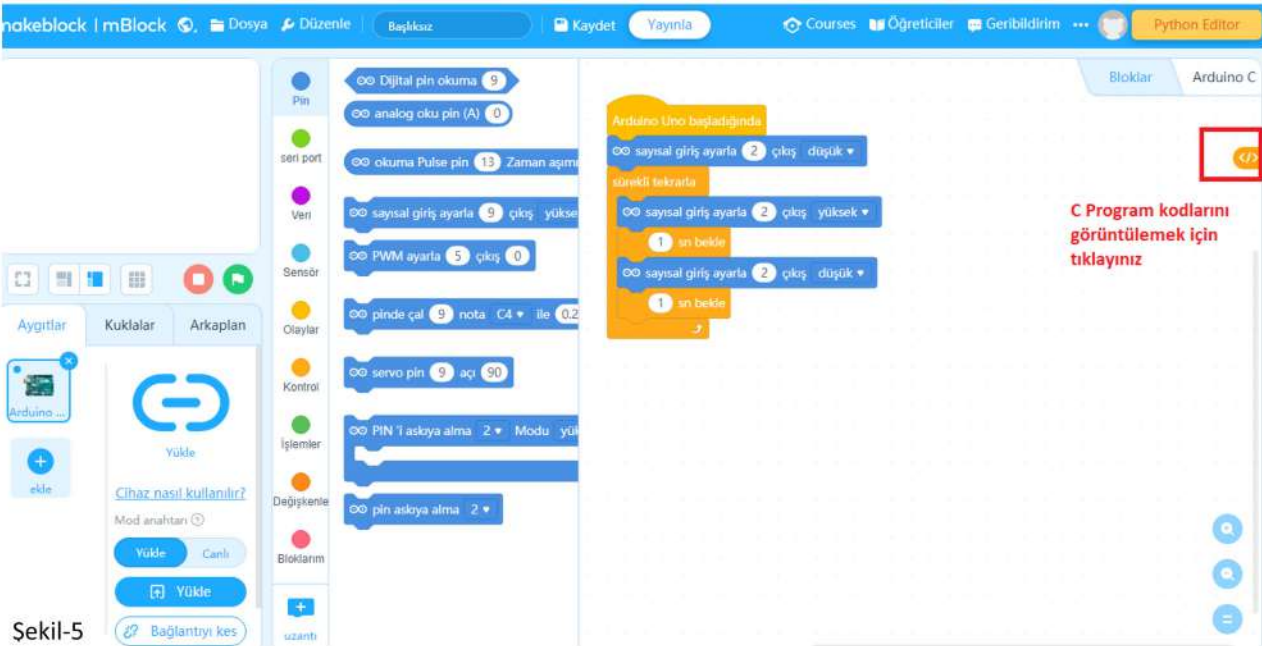 makeblock | mBlock
Dosya
Düzenle
Başlıksız
Kaydet
Yayınla
Courses
Öğreticiler
Geribildirim
...
Python Editor
Aygıtlar
Kuklalar
Arkaplan
Arduino ...
ekle
Yükle
Cihaz nasıl kullanılır?
Mod anahtarı ?
Yükle
Canlı
Yükle
Bağlantıyı kes
Şekil-5
Pin
seri port
Veri
Sensör
Olaylar
Kontrol
İşlemler
Değişkenle
Bloklarım
+
uzantı
Dijital pin okuma 9
analog oku pin (A) 0
okuma Pulse pin 13 Zaman aşımı
sayısal giriş ayarla 9 çıkış yükse
PWM ayarla 5 çıkış 0
pinde çal 9 nota C4 ile 0.2
servo pin 9 açı 90
PIN 'i askıya alma 2 Modu yük
pin askıya alma 2
Arduino Uno başladığında
sayısal giriş ayarla 2 çıkış düşük
sürekli tekrarla
sayısal giriş ayarla 2 çıkış yüksek
1 sn bekle
sayısal giriş ayarla 2 çıkış düşük
1 sn bekle
Bloklar
Arduino C
</>
C Program kodlarını
görüntülemek için
tıklayınız